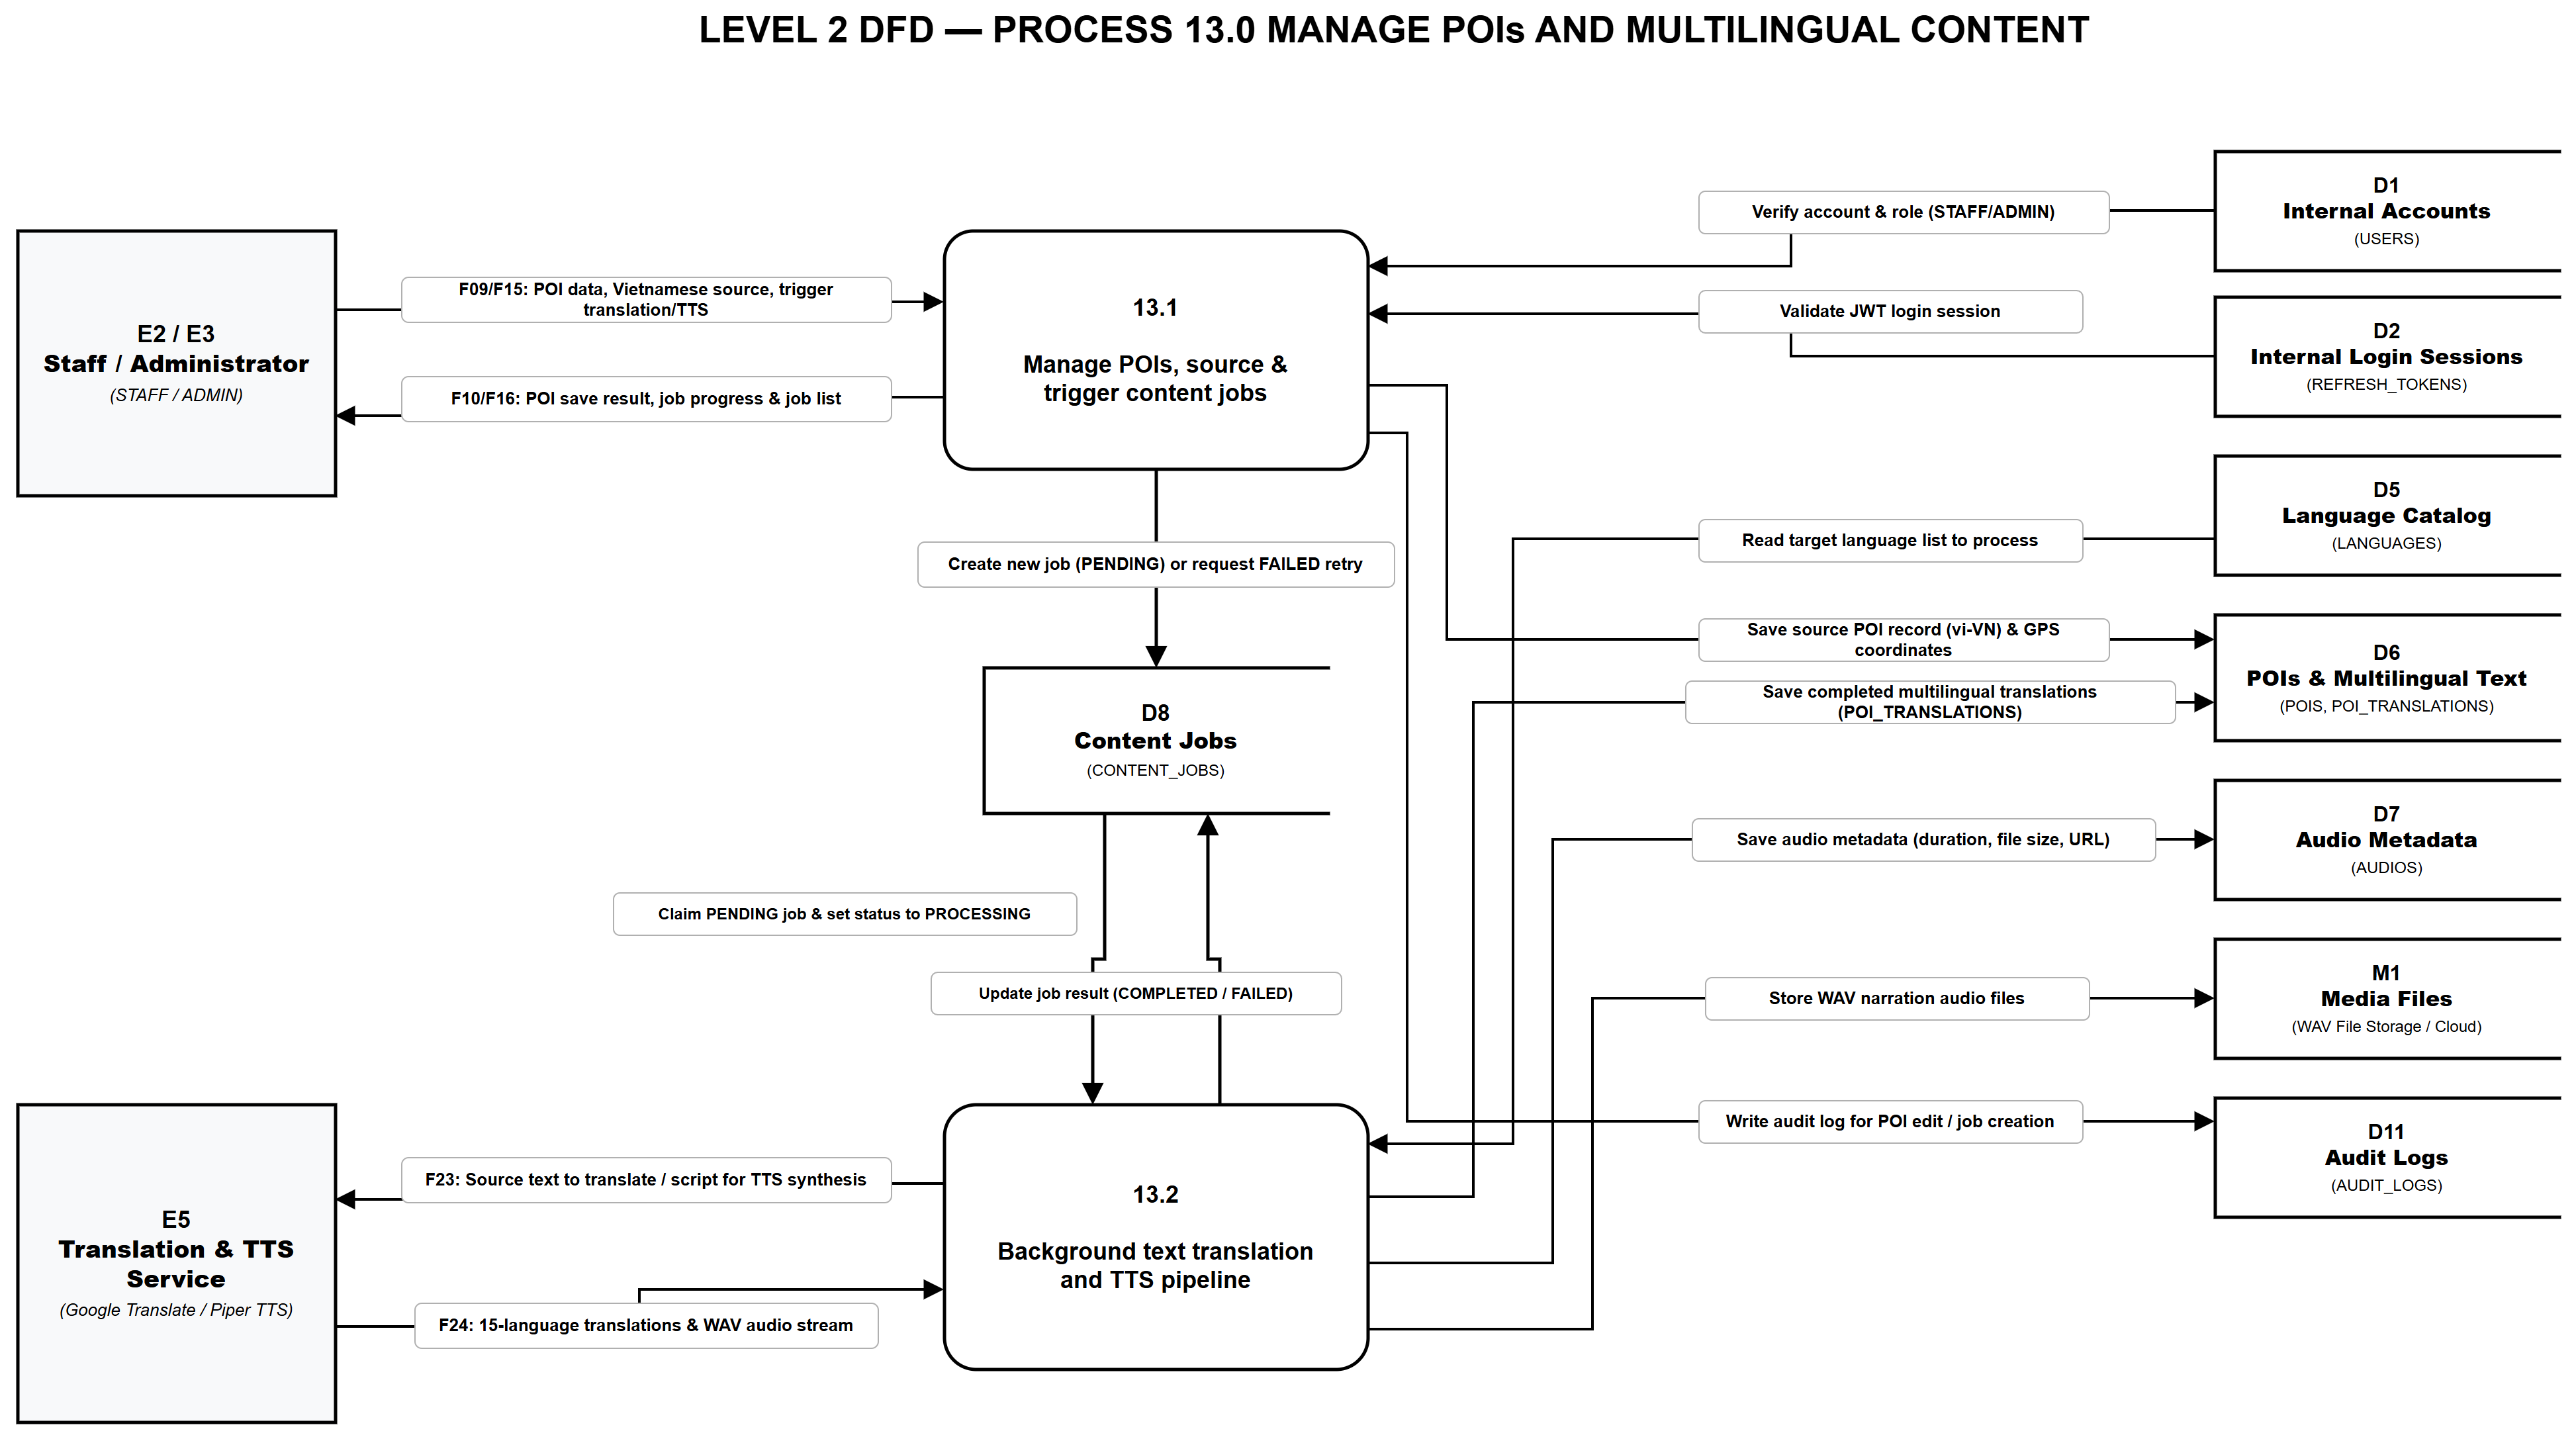 LEVEL 2 DFD — PROCESS 13.0 MANAGE POIs AND MULTILINGUAL CONTENT
E2 / E3
Staff / Administrator
(STAFF / ADMIN)
F09/F15: POI data, Vietnamese source, trigger
translation/TTS
F10/F16: POI save result, job progress & job list
13.1
Manage POIs, source &
trigger content jobs
Verify account & role (STAFF/ADMIN)
D1
Internal Accounts
(USERS)
Validate JWT login session
D2
Internal Login Sessions
(REFRESH_TOKENS)
Read target language list to process
D5
Language Catalog
(LANGUAGES)
Create new job (PENDING) or request FAILED retry
Save source POI record (vi-VN) & GPS
coordinates
Save completed multilingual translations
(POI_TRANSLATIONS)
D6
POIs & Multilingual Text
(POIS, POI_TRANSLATIONS)
D8
Content Jobs
(CONTENT_JOBS)
Save audio metadata (duration, file size, URL)
D7
Audio Metadata
(AUDIOS)
Claim PENDING job & set status to PROCESSING
Update job result (COMPLETED / FAILED)
Store WAV narration audio files
M1
Media Files
(WAV File Storage / Cloud)
Write audit log for POI edit / job creation
D11
Audit Logs
(AUDIT_LOGS)
E5
Translation & TTS
Service
(Google Translate / Piper TTS)
F23: Source text to translate / script for TTS synthesis
F24: 15-language translations & WAV audio stream
13.2
Background text translation
and TTS pipeline